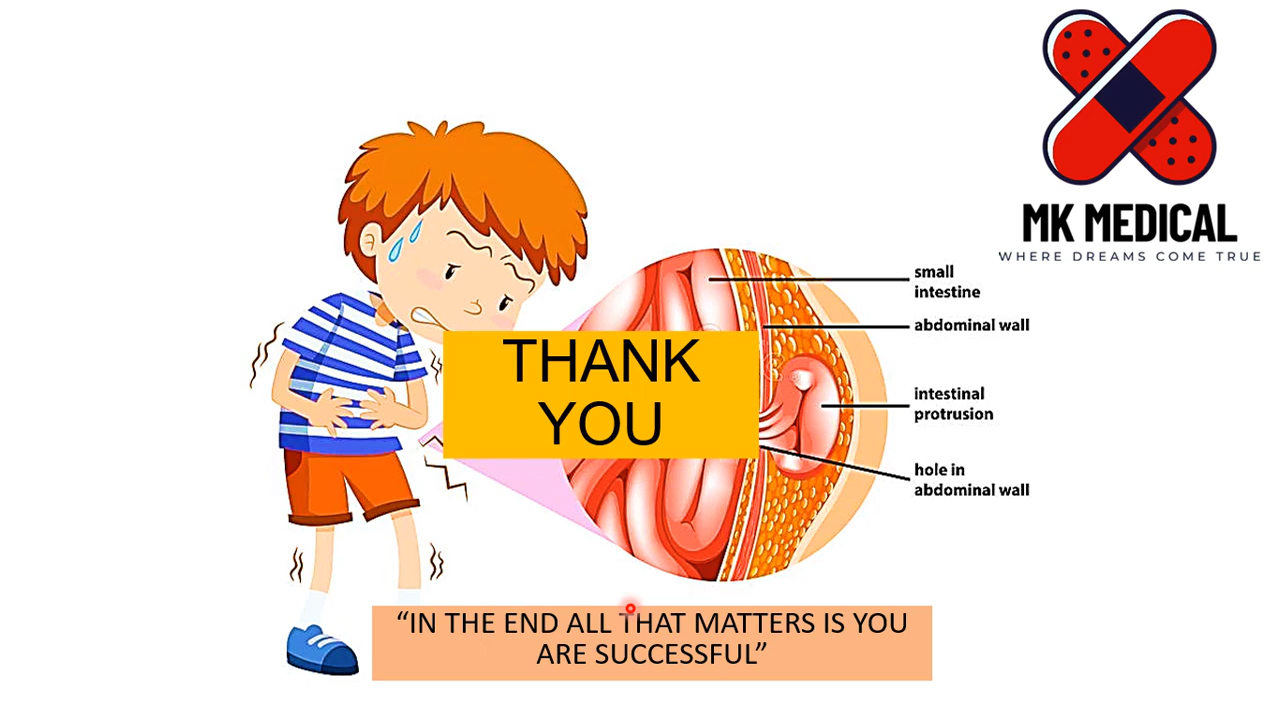 MK MEDICAL
WHERE DREAMS COME TRUE
small
intestine
abdominal wall
intestinal
protrusion
hole in
abdominal wall
THANK
YOU
“IN THE END ALL THAT MATTERS IS YOU
ARE SUCCESSFUL”